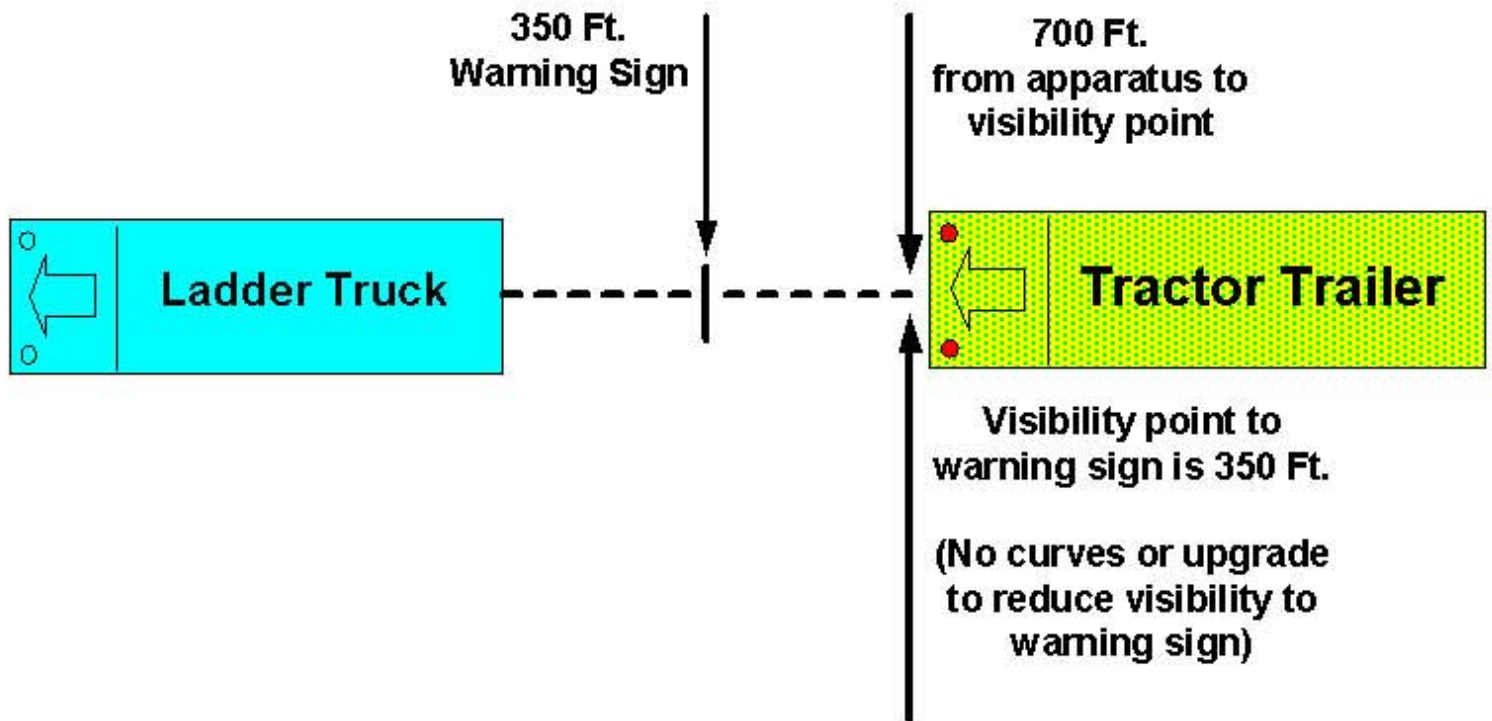 350 Ft.
Warning Sign
700 Ft.
from apparatus to
visibility point
Ladder Truck
Tractor Trailer
Visibility point to
warning sign is 350 Ft.
(No curves or upgrade
to reduce visibility to
warning sign)